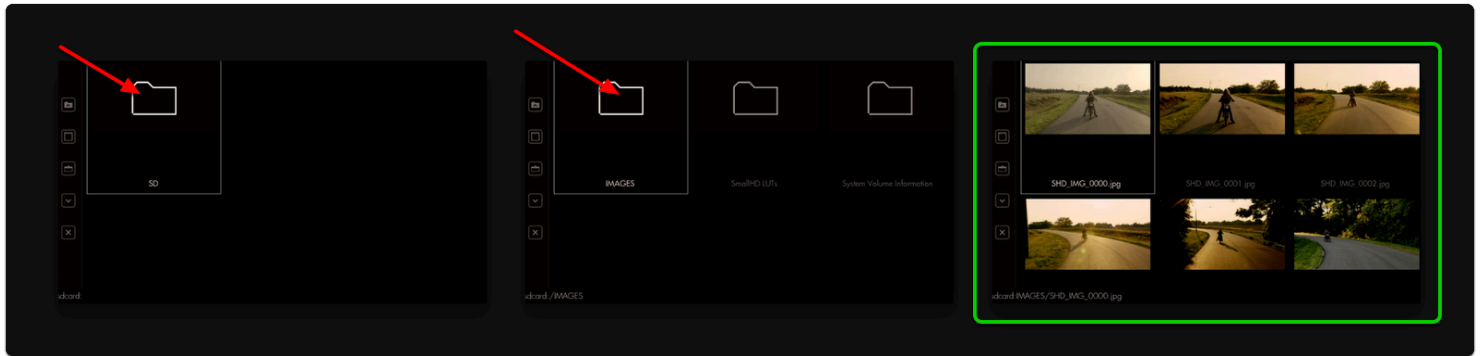 SD
sdcard:
IMAGES
SmallHD LUTs
System Volume Information
sdcard:/IMAGES
SHD_IMG_0000.jpg
SHD_IMG_0001.jpg
SHD_IMG_0002.jpg
sdcard:IMAGES/SHD_IMG_0000.jpg